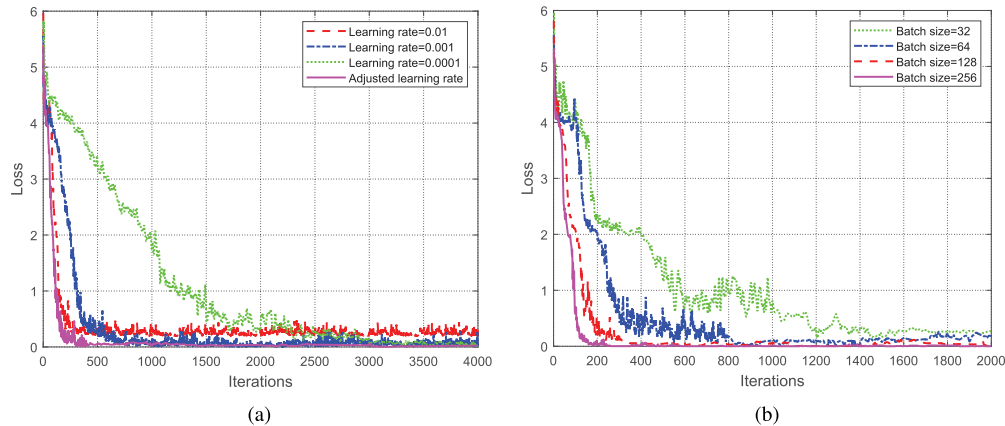 6
5
4
3
2
1
0
Loss
0 500 1000 1500 2000 2500 3000 3500 4000
Iterations
Learning rate=0.01
Learning rate=0.001
Learning rate=0.0001
Adjusted learning rate
(a)
6
5
4
3
2
1
0
Loss
0 200 400 600 800 1000 1200 1400 1600 1800 2000
Iterations
Batch size=32
Batch size=64
Batch size=128
Batch size=256
(b)